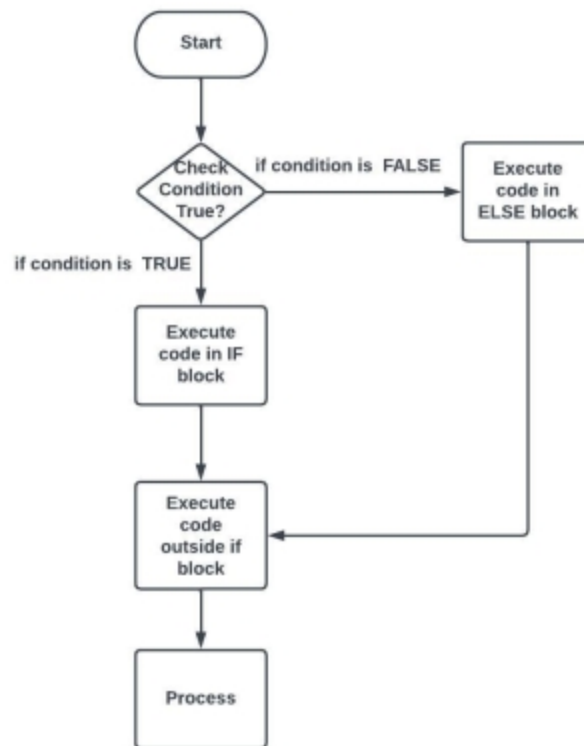 Start
Check
Condition
True?
if condition is  FALSE
Execute
code in
ELSE block
if condition is  TRUE
Execute
code in IF
block
Execute
code
outside if
block
Process